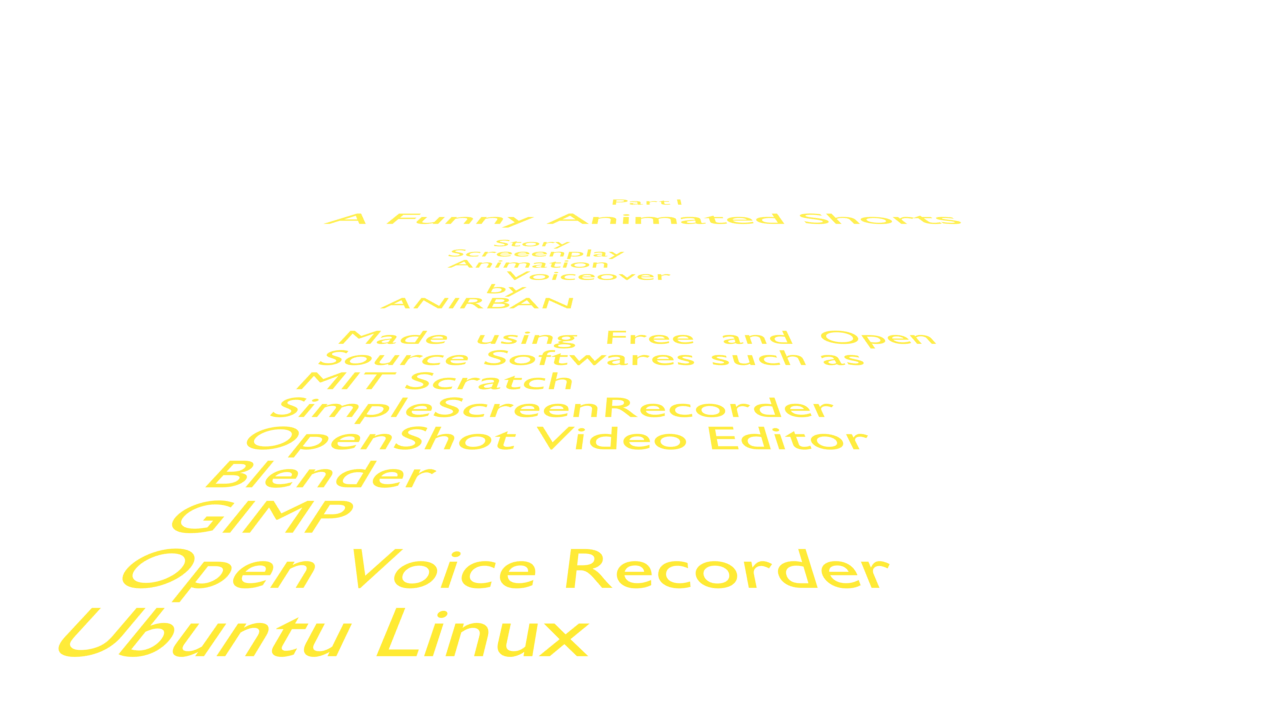 Part1
A Funny Animated Shorts
Story
Screeenplay
Animation
Voiceover
by
ANIRBAN
Made using Free and Open
Source Softwares such as
MIT Scratch
SimpleScreenRecorder
OpenShot Video Editor
Blender
GIMP
Open Voice Recorder
Ubuntu Linux